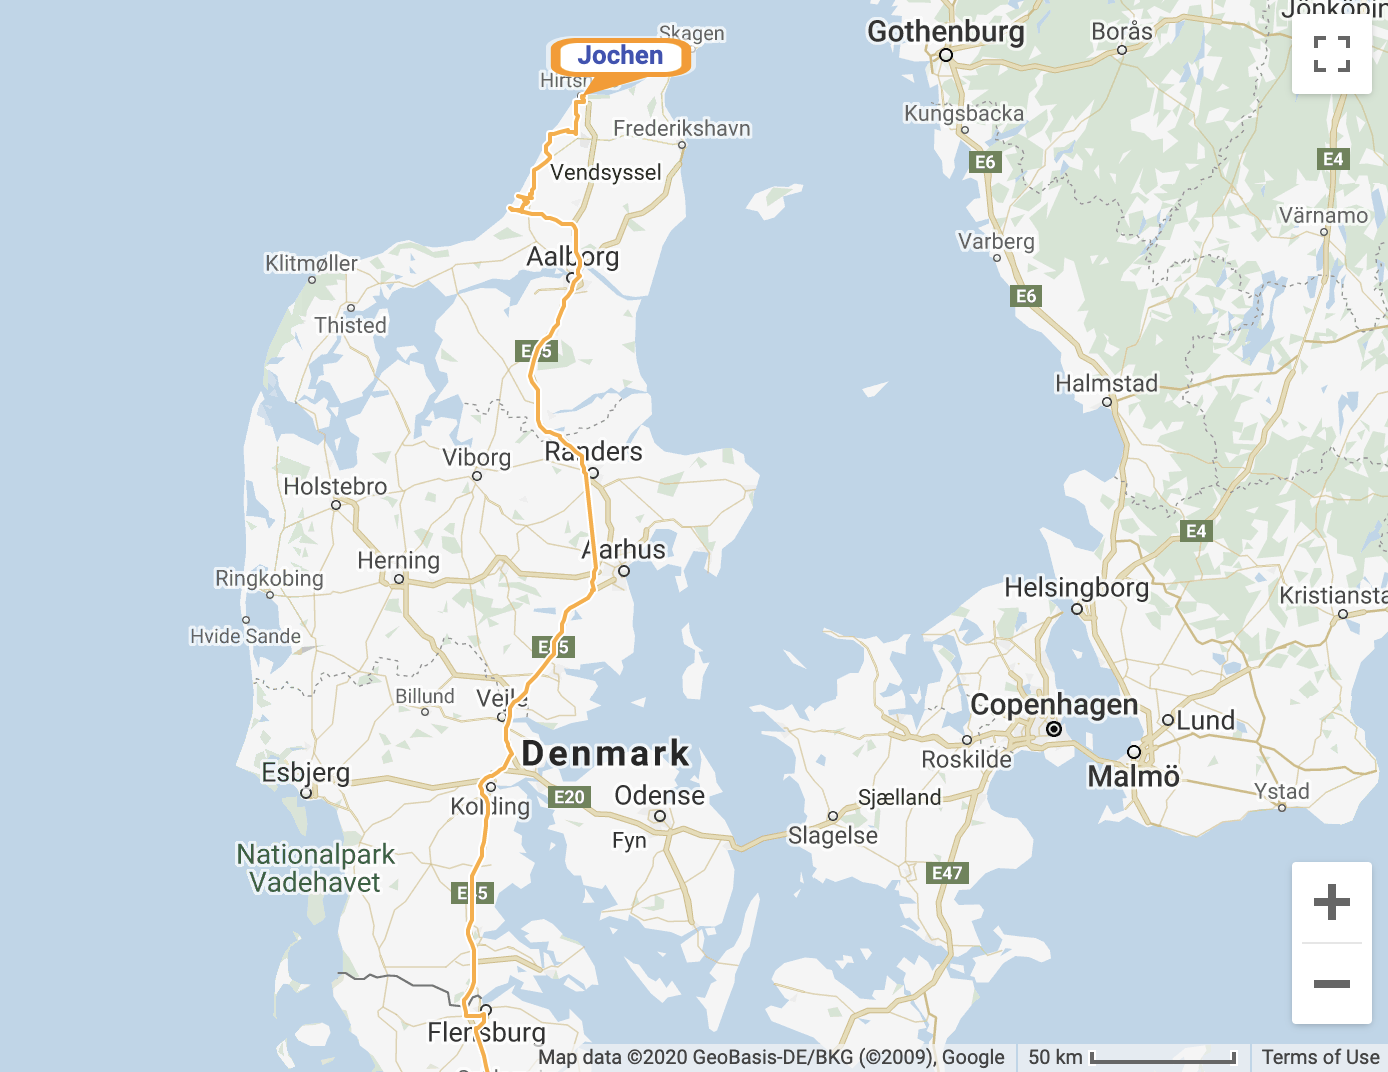 Jönköpin
Gothenburg
Borås
Skagen
Jochen
Hirtsh
Kungsbacka
Frederikshavn
E6
E4
Vendsyssel
Värnamo
Varberg
Aalborg
Klitmøller
E6
Thisted
E45
Halmstad
Randers
Viborg
Holstebro
E4
Aarhus
Herning
Ringkobing
Helsingborg
Kristiansta
Hvide Sande
E45
Billund
Vejle
Copenhagen
Lund
Denmark
Roskilde
Esbjerg
Malmö
Ystad
Kolding
E20
Odense
Sjælland
Slagelse
Fyn
Nationalpark
Vadehavet
E47
E45
Flensburg
Map data ©2020 GeoBasis-DE/BKG (©2009), Google
50 km
Terms of Use